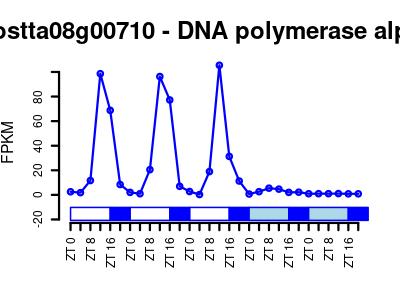 osttа08g00710 - DNA polymerase alp
FPKM
80
60
40
20
0
-20
ZT 0
ZT 8
ZT 16
ZT 0
ZT 8
ZT 16
ZT 0
ZT 8
ZT 16
ZT 0
ZT 8
ZT 16
ZT 0
ZT 8
ZT 16